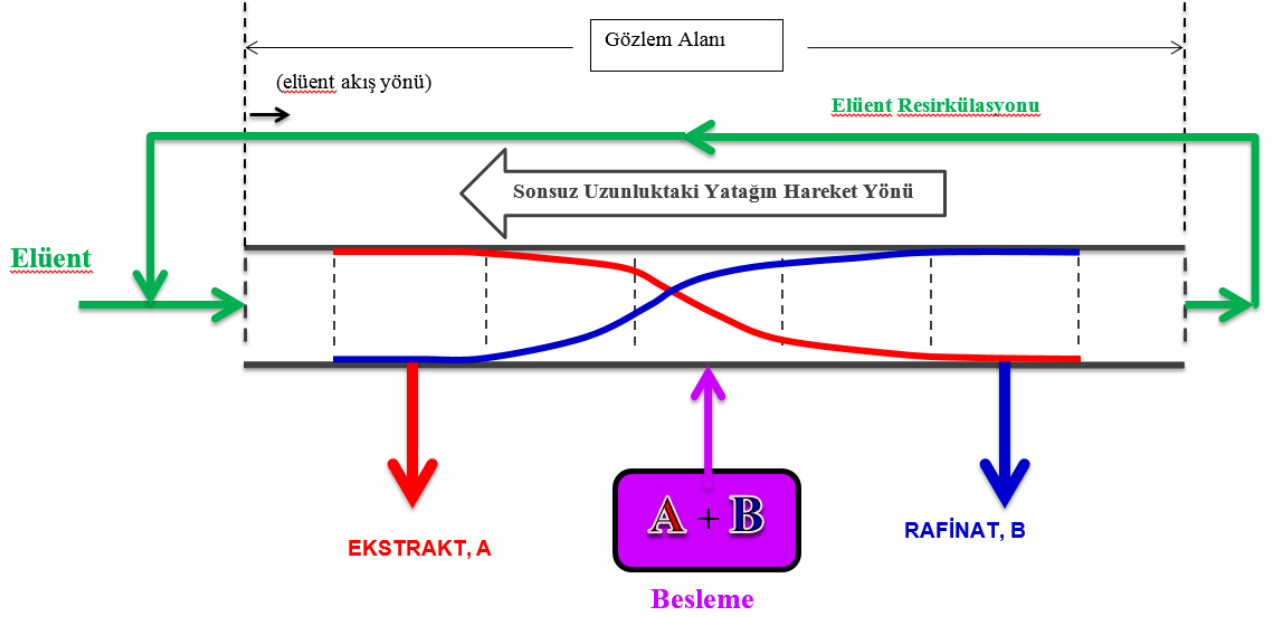 Gözlem Alanı
(elüent akış yönü)
Elüent Resirkülasyonu
Sonsuz Uzunluktaki Yatağın Hareket Yönü
Elüent
A + B
EKSTRAKT, A
RAFİNAT, B
Besleme